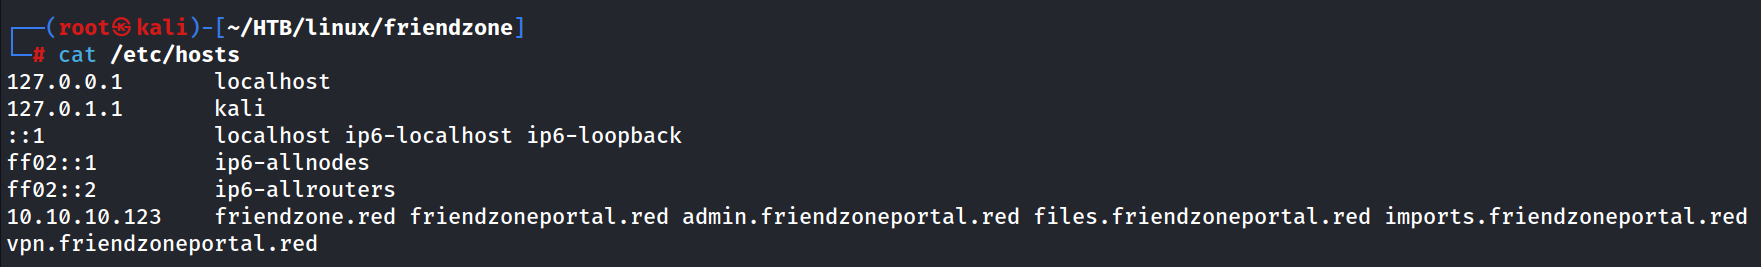 ┌──(root㉿kali)-[~/HTB/linux/friendzone]
└─# cat /etc/hosts
127.0.0.1       localhost
127.0.1.1       kali
::1             localhost ip6-localhost ip6-loopback
ff02::1         ip6-allnodes
ff02::2         ip6-allrouters
10.10.10.123    friendzone.red friendzoneportal.red admin.friendzoneportal.red files.friendzoneportal.red imports.friendzoneportal.red
vpn.friendzoneportal.red